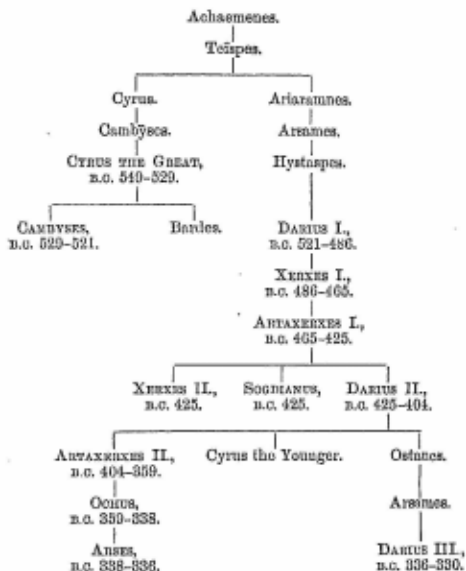 Achaemenes.
Teïspes.
Cyrus. Ariaramnes.
Cambyses. Arsames.
CYRUS THE GREAT, Hystaspes.
B.C. 549-529.
CAMBYSES, Bardes. DARIUS I.,
B.C. 529-521. B.C. 521-486.
XERXES I.,
B.C. 486-465.
ARTAXERXES I.,
B.C. 465-425.
XERXES II., SOGDIANUS, DARIUS II.,
B.C. 425. B.C. 425. B.C. 425-404.
ARTAXERXES II., Cyrus the Younger. Ostanes.
B.C. 404-359.
OCHUS, Arsames.
B.C. 359-338.
ARSES, DARIUS III.,
B.C. 338-336. B.C. 336-330.